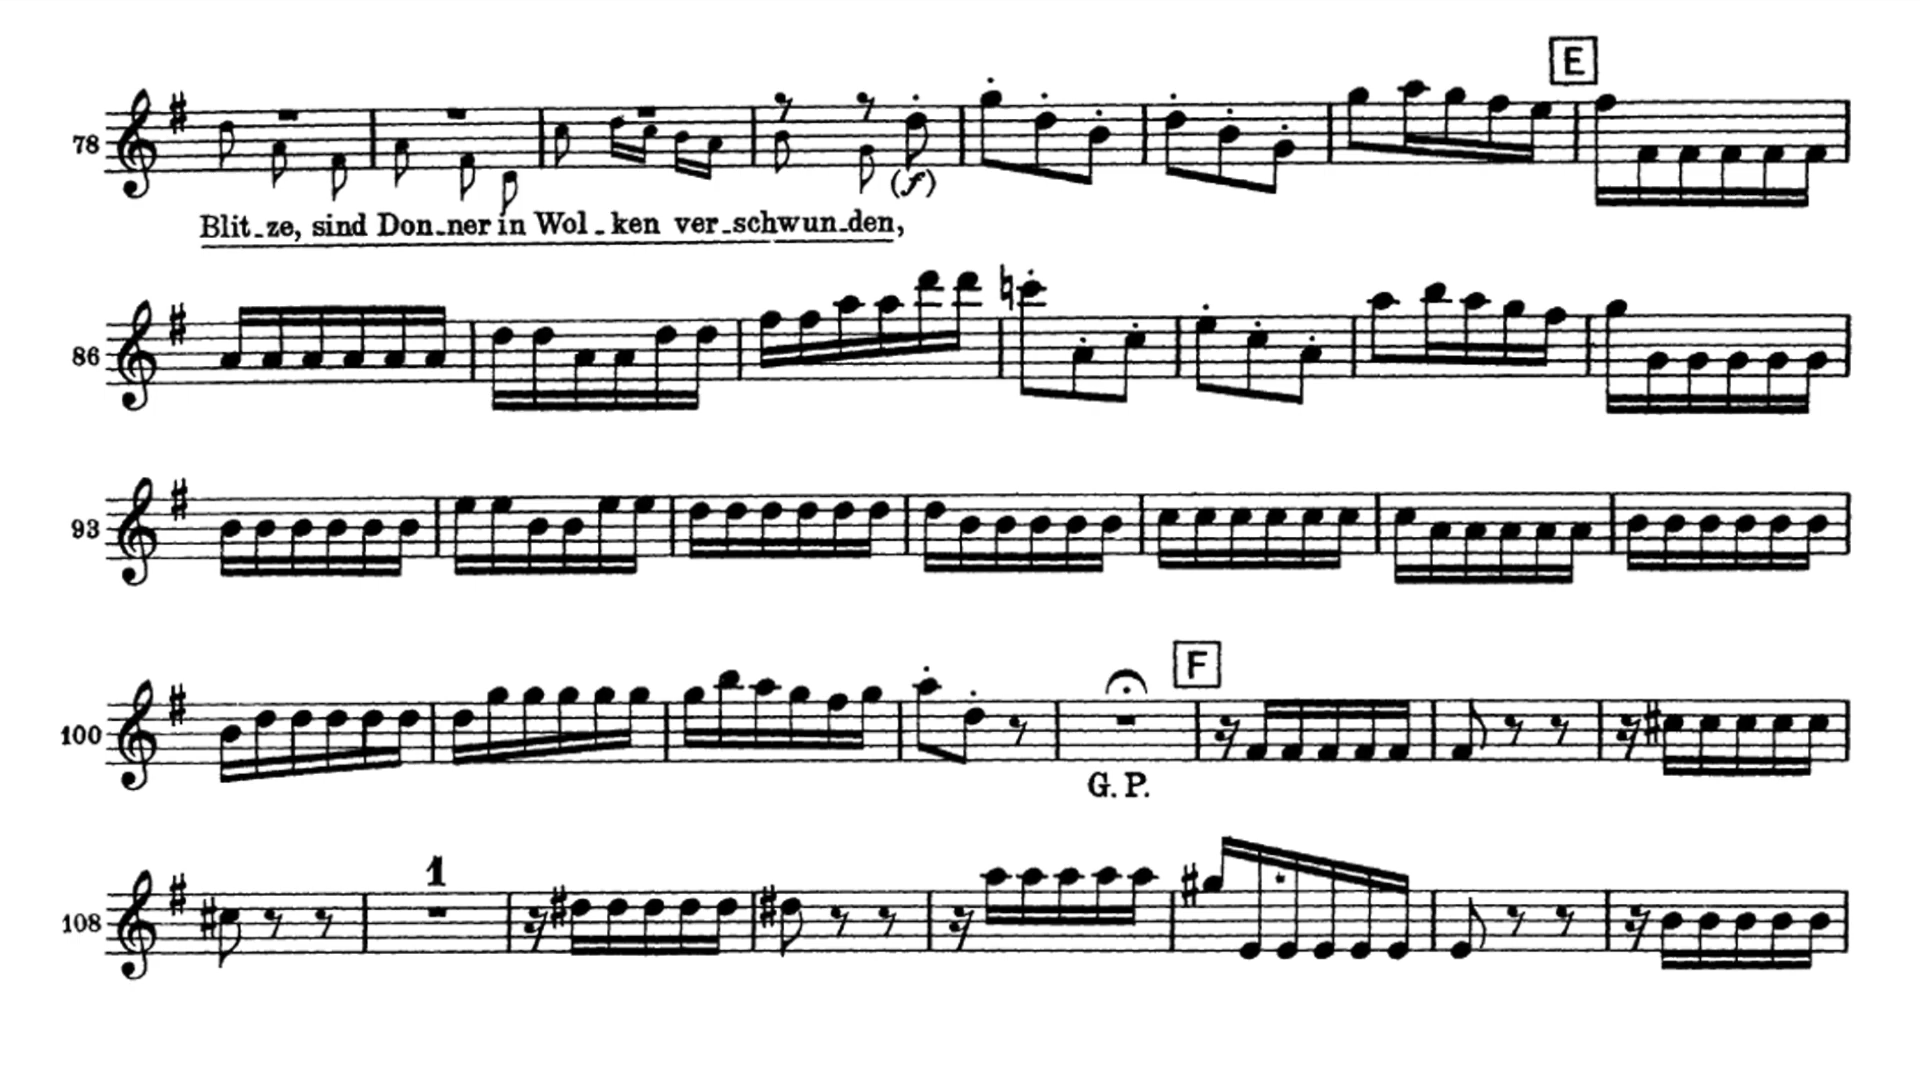 E
78
(f)
Blit_ze, sind Don_ner in Wol_ken ver_schwun_den,
86
93
F
100
G. P.
1
108